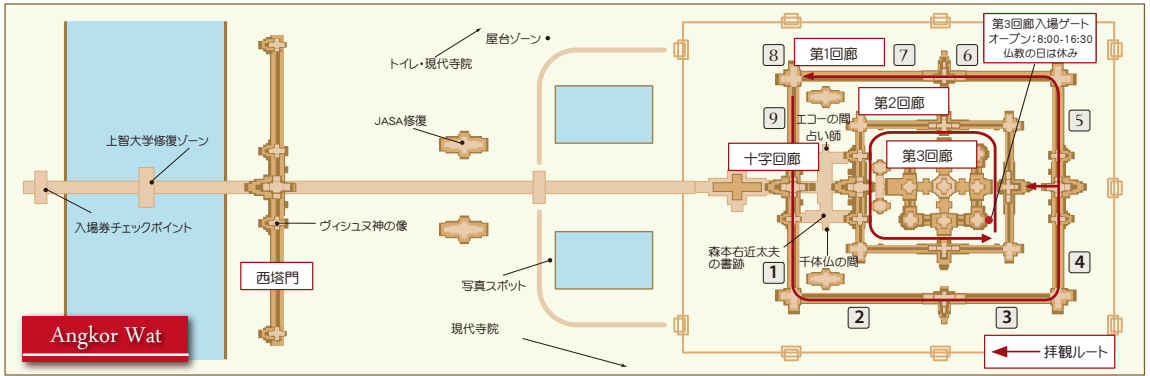 第3回廊入場ゲート
オープン：8:00-16:30
仏教の日は休み
屋台ゾーン
トイレ・現代寺院
8
第1回廊
7
6
第2回廊
JASA修復
9
エコーの間
占い師
5
上智大学修復ゾーン
十字回廊
第3回廊
入場券チェックポイント
ヴィシュヌ神の像
森本右近太夫
の書跡
千体仏の間
西塔門
写真スポット
1
4
2
3
現代寺院
Angkor Wat
拝観ルート